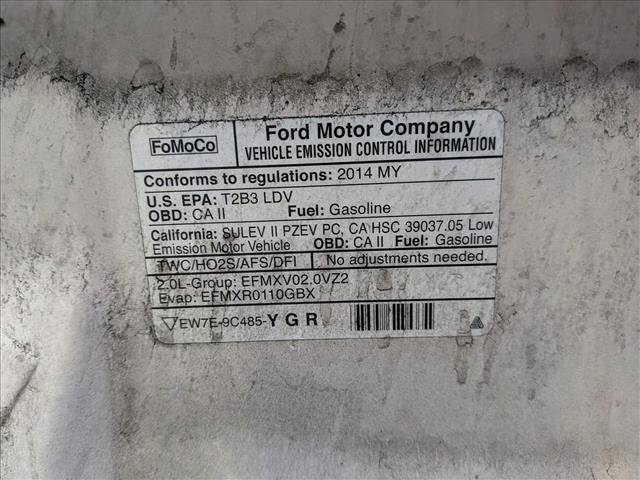 FoMoCo
Ford Motor Company
VEHICLE EMISSION CONTROL INFORMATION
Conforms to regulations: 2014 MY
U.S. EPA: T2B3 LDV
OBD: CA II Fuel: Gasoline
California: SULEV II PZEV PC, CA HSC 39037.05 Low
Emission Motor Vehicle OBD: CA II Fuel: Gasoline
TWC/HO2S/AFS/DFI No adjustments needed.
2.0L-Group: EFMXV02.0VZ2
Evap: EFMXR0110GBX
EW7E-9C485-Y G R